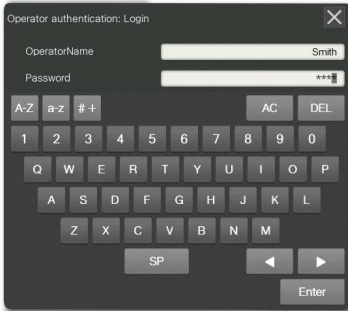 Operator authentication: Login
OperatorName
Smith
Password
****
A-Z a-z #+ AC DEL
1 2 3 4 5 6 7 8 9 0
Q W E R T Y U I O P
A S D F G H J K L
Z X C V B N M
SP
Enter